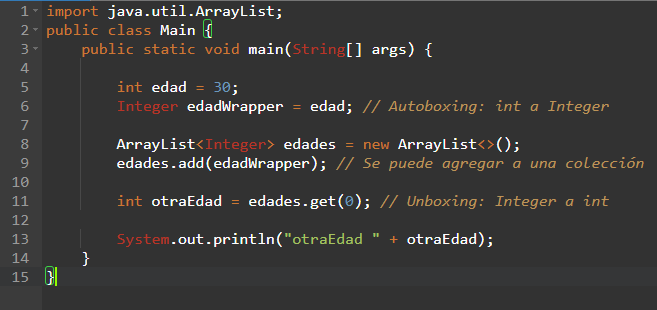 1 import java.util.ArrayList;
2 public class Main {
3 public static void main(String[] args) {
4
5 int edad = 30;
6 Integer edadWrapper = edad; // Autoboxing: int a Integer
7
8 ArrayList<Integer> edades = new ArrayList<>();
9 edades.add(edadWrapper); // Se puede agregar a una colección
10
11 int otraEdad = edades.get(0); // Unboxing: Integer a int
12
13 System.out.println("otraEdad " + otraEdad);
14 }
15 }